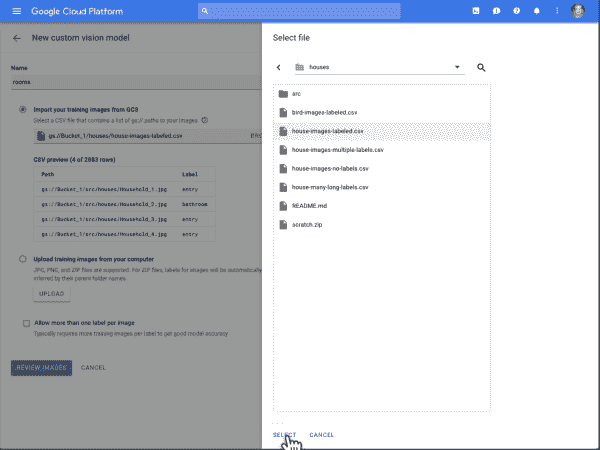 Google Cloud Platform
New custom vision model
Name
rooms
Import your training images from GCS
Select a CSV file that contains a list of gs:// paths to your images
gs://Bucket_1/houses/house-images-labeled.csv
CSV preview (4 of 2883 rows)
Path Label
gs://Bucket_1/src/houses/Household_1.jpg entry
gs://Bucket_1/src/houses/Household_2.jpg bathroom
gs://Bucket_1/src/houses/Household_3.jpg entry
gs://Bucket_1/src/houses/Household_4.jpg entry
Upload training images from your computer
JPG, PNG, and ZIP files are supported. For ZIP files, labels for images will be automatically
inferred by their parent folder names.
UPLOAD
Allow more than one label per image
Typically requires more training images per label to get good model accuracy
REVIEW IMAGES CANCEL
Select file
houses
src
bird-images-labeled.csv
house-images-labeled.csv
house-images-multiple-labels.csv
house-images-no-labels.csv
house-many-long-labels.csv
README.md
scratch.zip
SELECT CANCEL